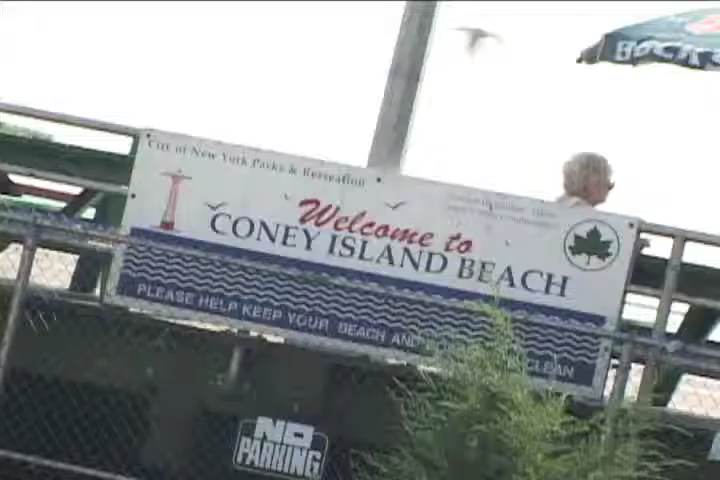 City of New York Parks & Recreation
Welcome to
CONEY ISLAND BEACH
PLEASE HELP KEEP YOUR BEACH AND CLEAN
NO
PARKING